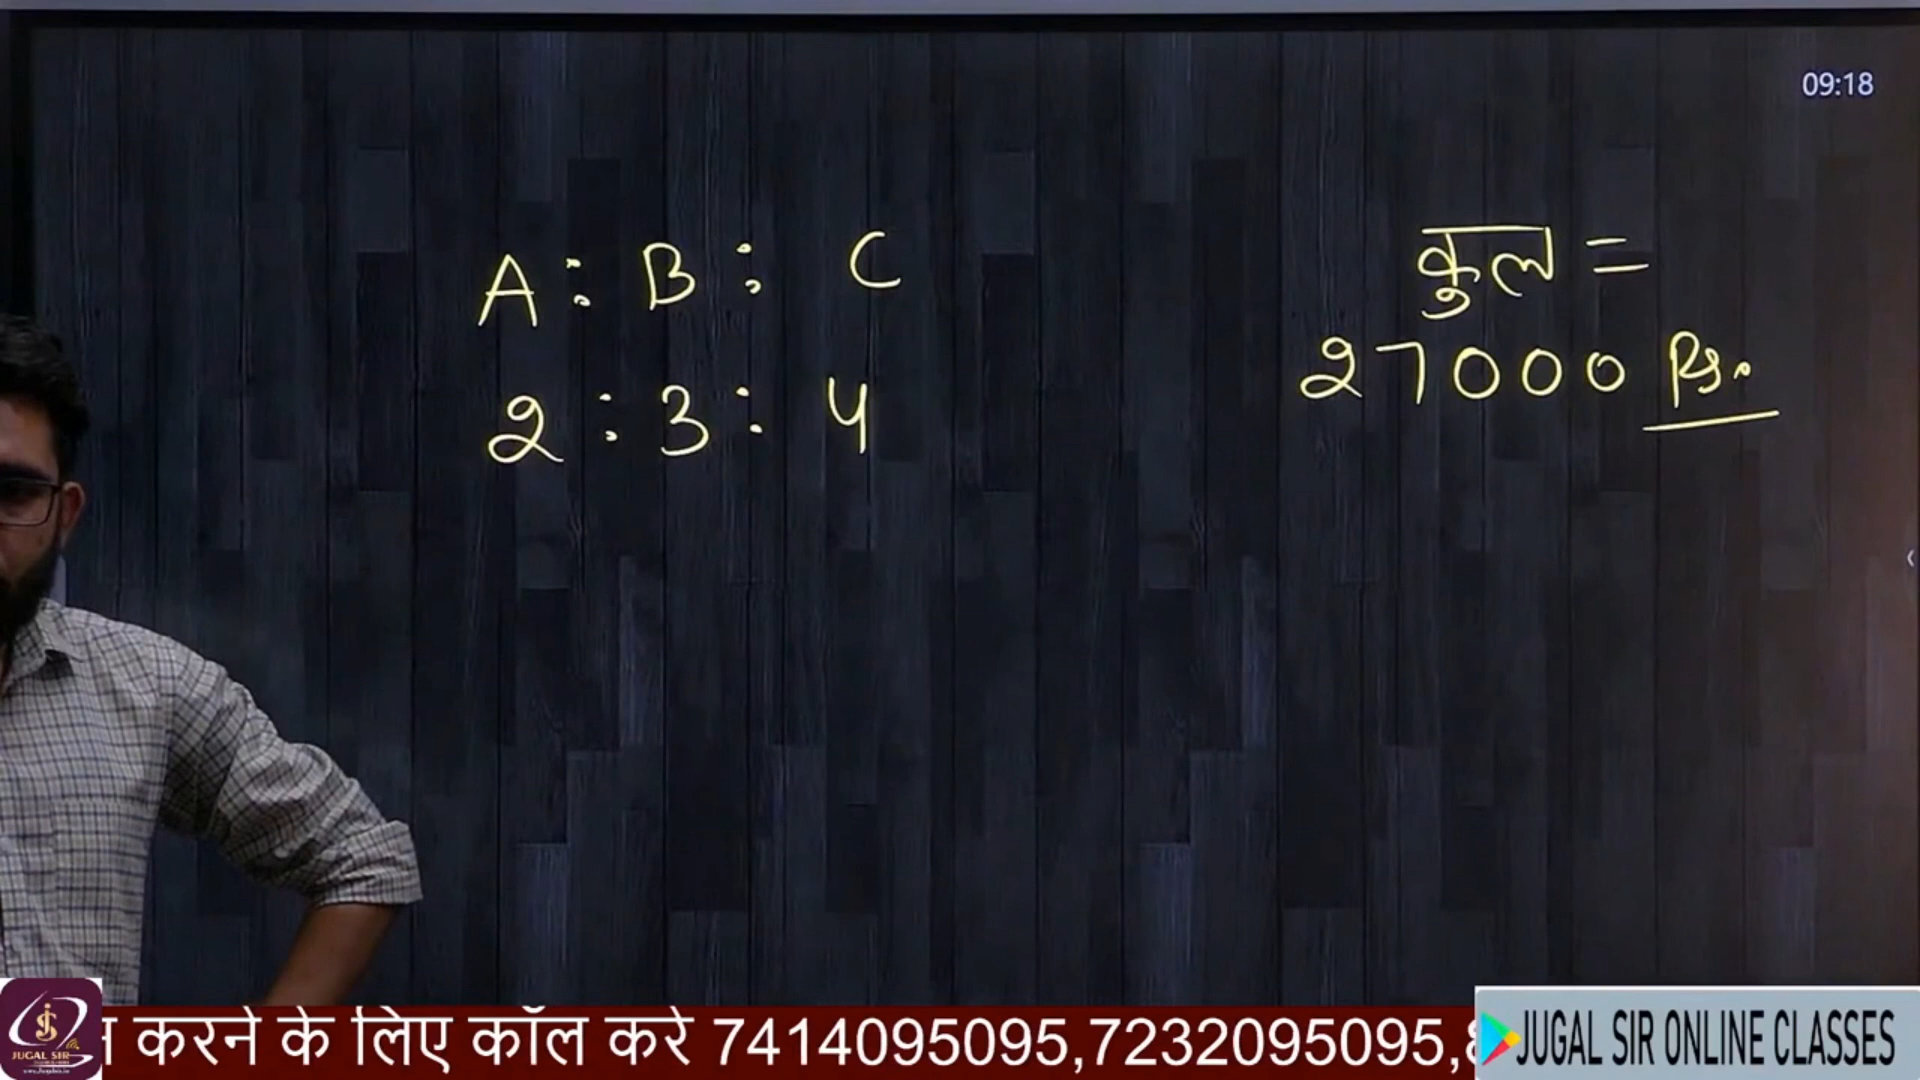 09:18
A : B : C
2 : 3 : 4
कुल =
27000 Rs.
करने के लिए कॉल करे 7414095095,7232095095,
JUGAL SIR ONLINE CLASSES
JUGAL SIR